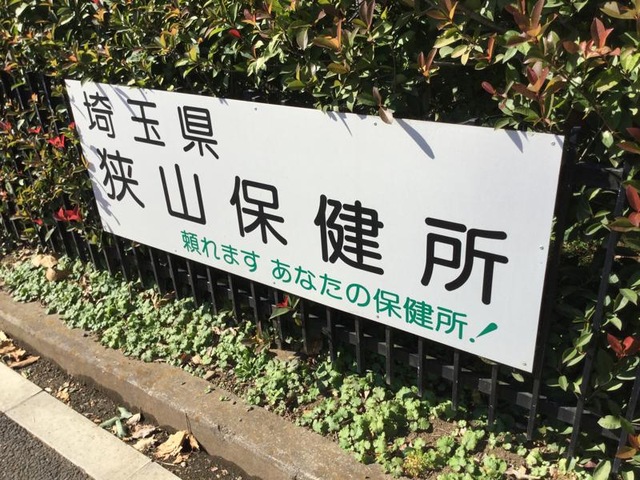 埼玉県
狭山保健所
頼れます あなたの保健所!